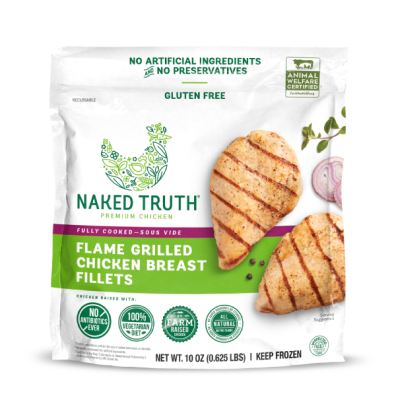 NO ARTIFICIAL INGREDIENTS
AND NO PRESERVATIVES
ANIMAL
WELFARE
CERTIFIED
RECLOSABLE
GLUTEN FREE
NAKED TRUTH®
PREMIUM CHICKEN
FULLY COOKED—SOUS VIDE
FLAME GRILLED
CHICKEN BREAST
FILLETS
CHICKEN RAISED WITH:
NO
ANTIBIOTICS
EVER
100%
VEGETARIAN
DIET
FARM
RAISED
CHICKEN
ALL
NATURAL
NET WT. 10 OZ (0.625 LBS) | KEEP FROZEN